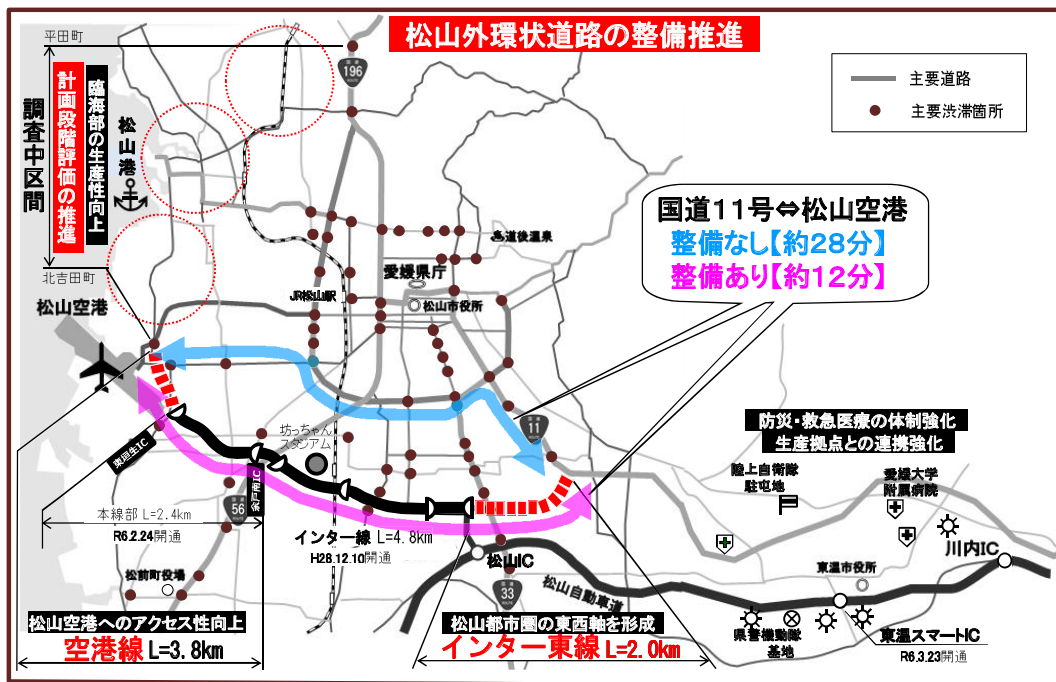 松山外環状道路の整備推進
平田町
調査中区間
計画段階評価の推進
臨海部の生産性向上
松山港
北吉田町
松山空港
国道
196
ROUTE
主要道路
主要渋滞箇所
国道11号⇔松山空港
整備なし【約28分】
整備あり【約12分】
道後温泉
愛媛県庁
松山市役所
JR松山駅
国道
11
ROUTE
坊っちゃん
スタジアム
東垣生IC
余戸南IC
国道
56
ROUTE
本線部 L=2.4km
R6.2.24開通
インター線 L=4.8km
H28.12.10開通
松山IC
国道
33
ROUTE
松山自動車道
松前町役場
防災・救急医療の体制強化
生産拠点との連携強化
陸上自衛隊
駐屯地
愛媛大学
附属病院
川内IC
東温市役所
県警機動隊
基地
東温スマートIC
R6.3.23開通
松山空港へのアクセス性向上
空港線 L=3.8km
松山都市圏の東西軸を形成
インター東線 L=2.0km